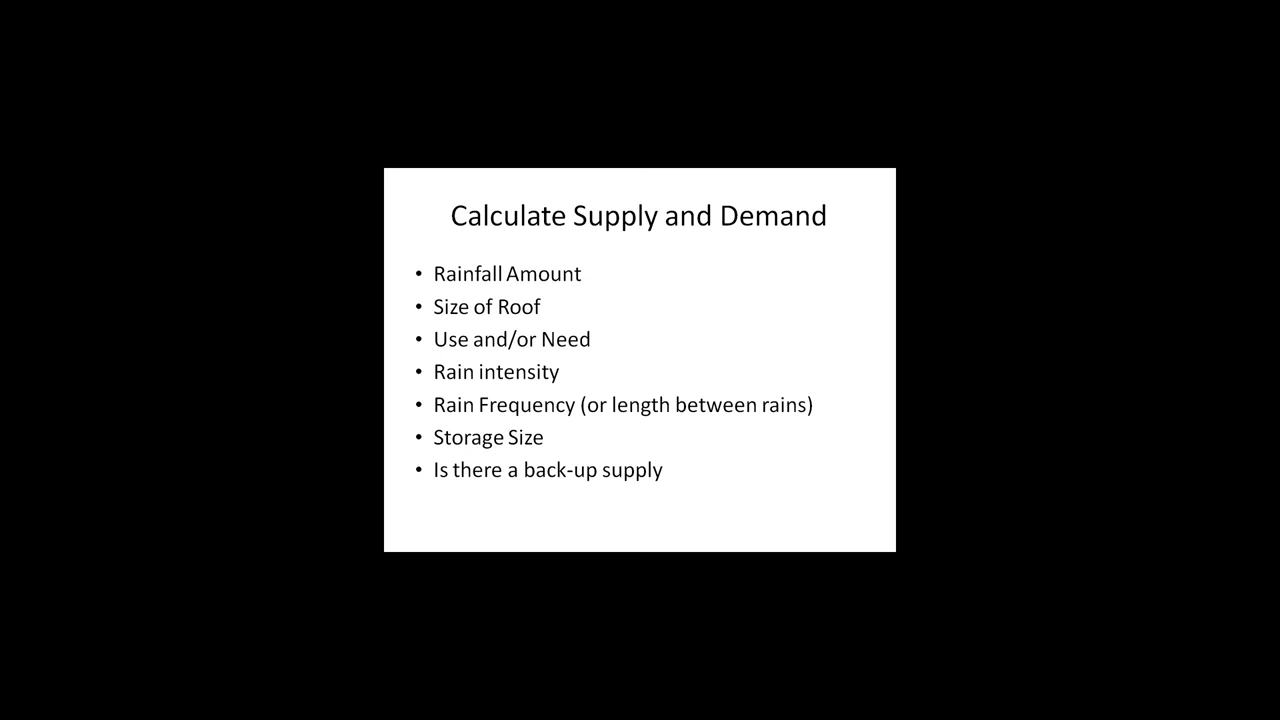 Calculate Supply and Demand
• Rainfall Amount
• Size of Roof
• Use and/or Need
• Rain intensity
• Rain Frequency (or length between rains)
• Storage Size
• Is there a back-up supply